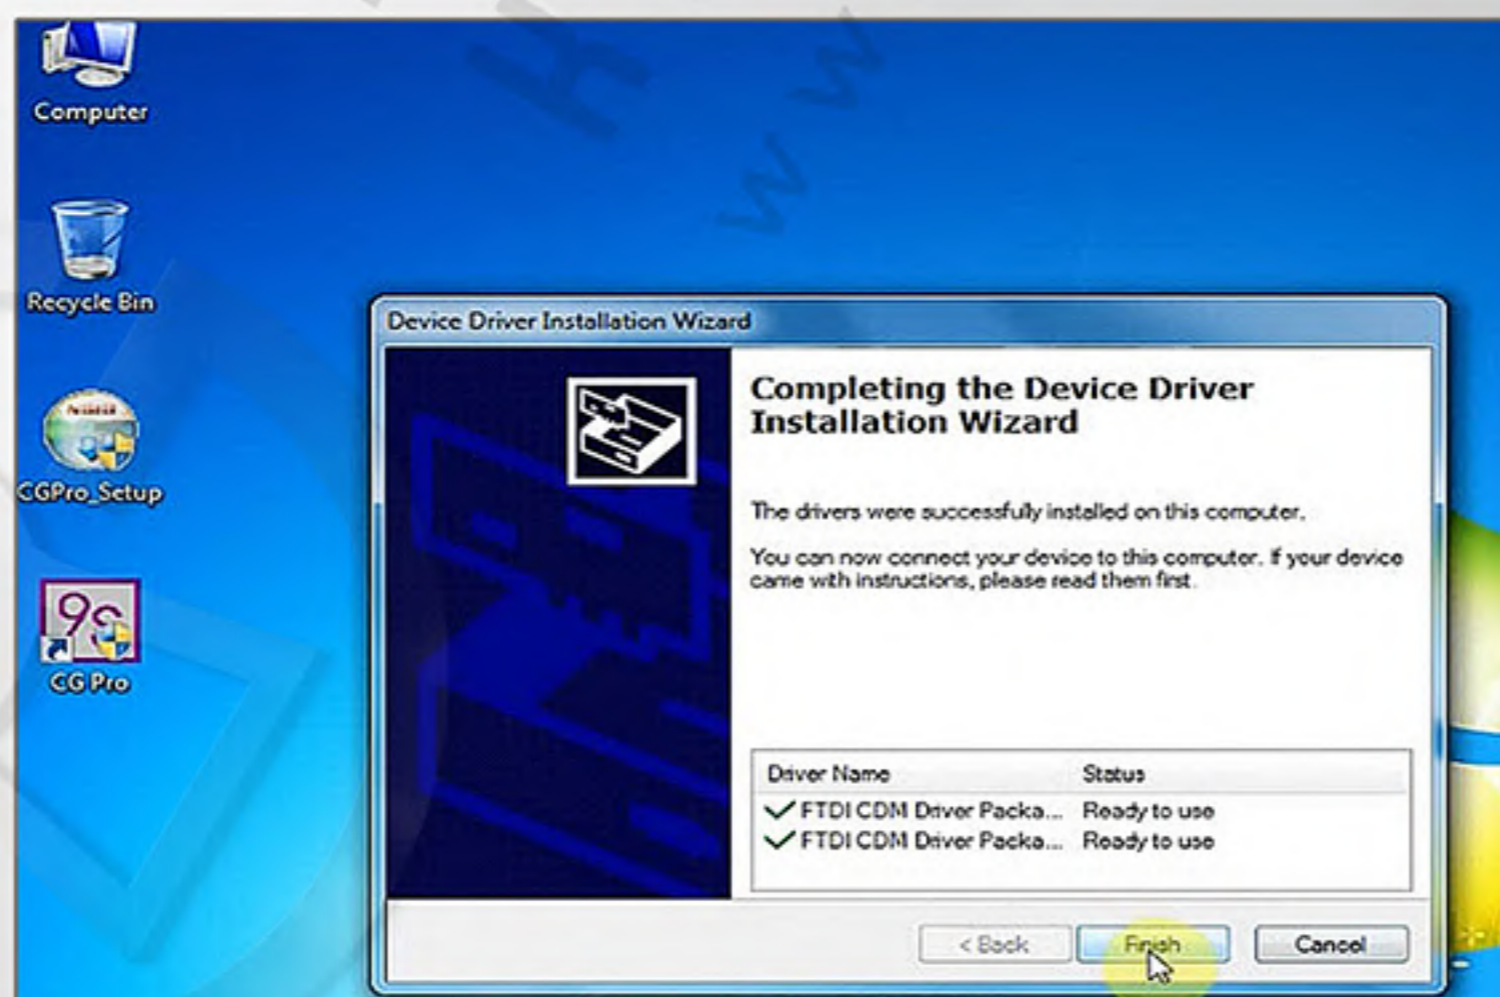 Computer
Recycle Bin
CGPro_Setup
CG Pro
Device Driver Installation Wizard
Completing the Device Driver
Installation Wizard
The drivers were successfully installed on this computer.
You can now connect your device to this computer. If your device
came with instructions, please read them first.
Driver Name Status
FTDI CDM Driver Packa... Ready to use
FTDI CDM Driver Packa... Ready to use
< Back Finish Cancel